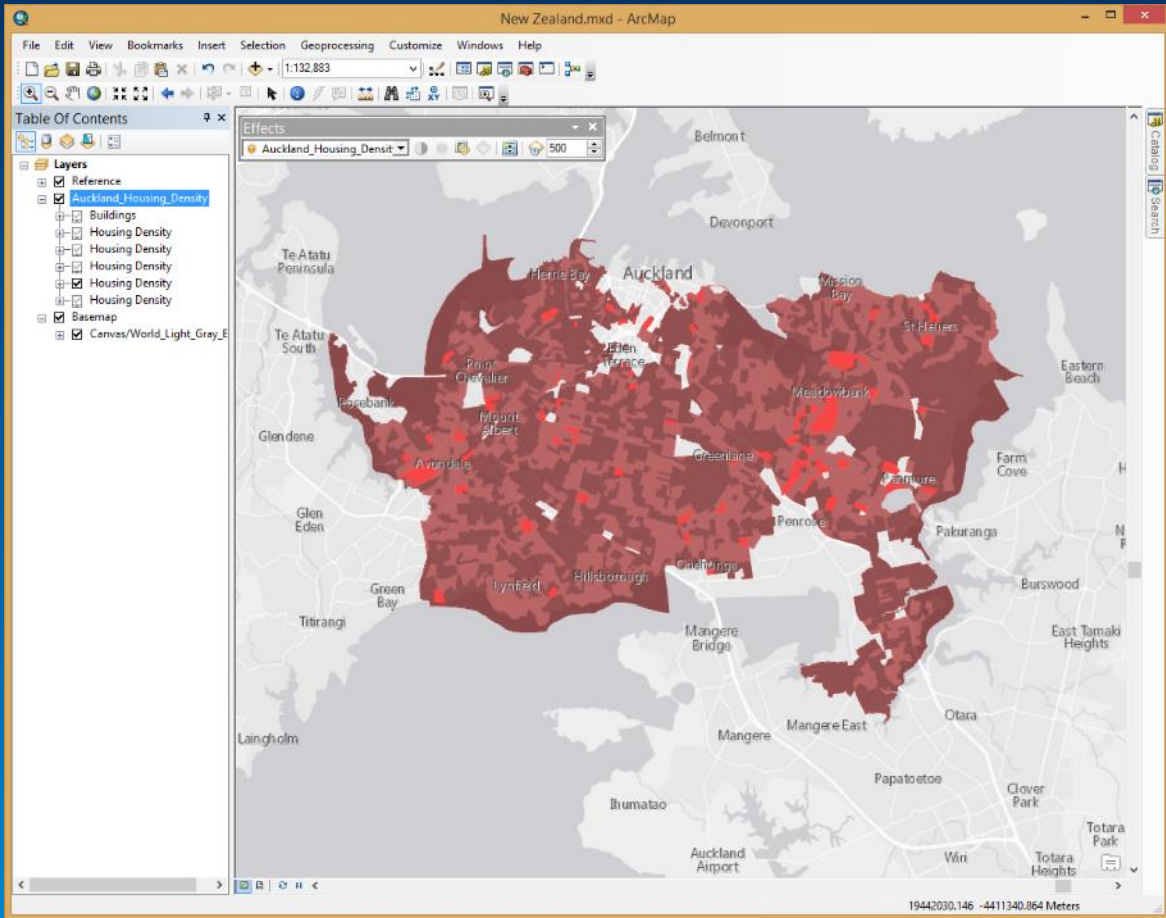 New Zealand.mxd - ArcMap
File Edit View Bookmarks Insert Selection Geoprocessing Customize Windows Help
1:132,883
Table Of Contents
Layers
Reference
Auckland_Housing_Density
Buildings
Housing Density
Housing Density
Housing Density
Housing Density
Housing Density
Basemap
Canvas/World_Light_Gray_E
Effects
Auckland_Housing_Densit
500
Catalog
Search
Belmont
Devonport
Te Atatu
Peninsula
Herne Bay
Auckland
Mission
Bay
St Heliers
Te Atatu
South
Eden
Terrace
Point
Chevalier
Eastern
Beach
Rosebank
Meadowbank
Mount
Albert
Glendene
Avondale
Greenlane
Farm
Cove
H
Panmure
Glen
Eden
Penrose
Pakuranga
N
Onehunga
Hillsborough
Lynfield
Green
Bay
Burswood
Titirangi
Mangere
Bridge
East Tamaki
Heights
Otara
Mangere East
Mangere
Laingholm
Papatoetoe
Clover
Park
Ihumatao
Totara
Park
Auckland
Airport
Wiri
Totara
Heights
19442030.146 -4411340.864 Meters